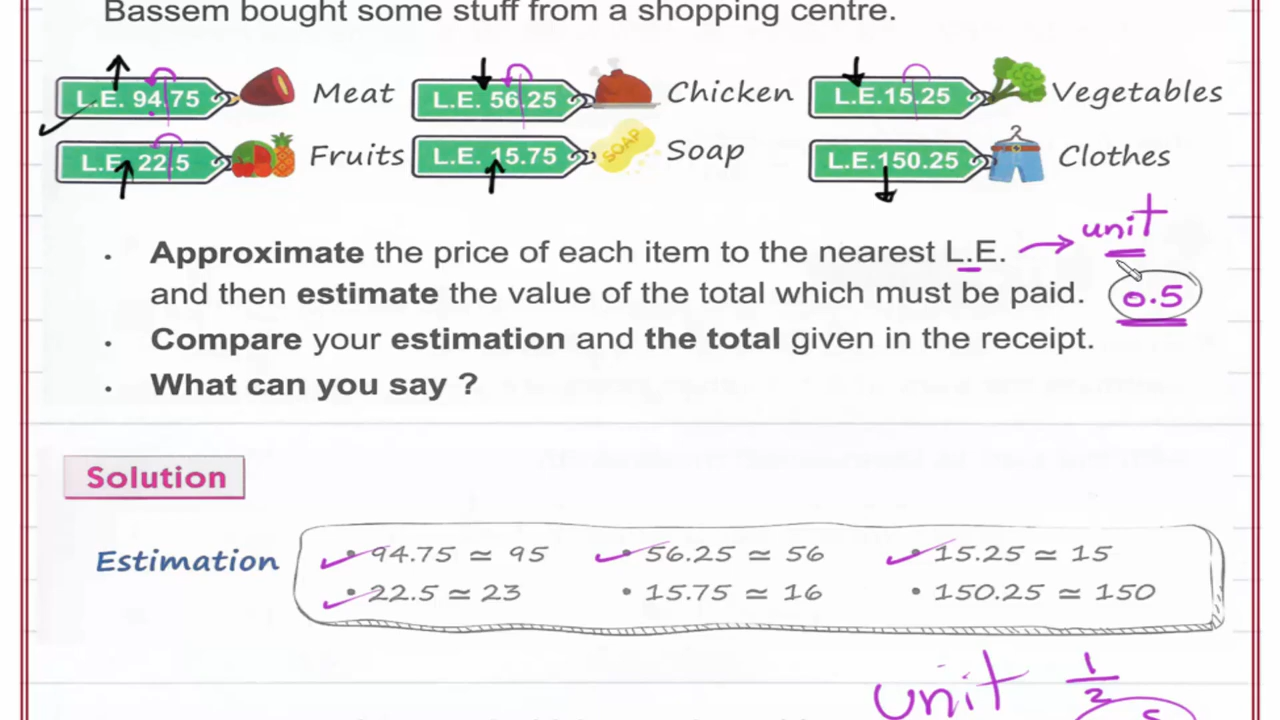 Bassem bought some stuff from a shopping centre.
L.E. 94.75 Meat L.E. 56.25 Chicken L.E.15.25 Vegetables
L.E. 22.5 Fruits L.E. 15.75 SOAP Soap L.E.150.25 Clothes
unit
· Approximate the price of each item to the nearest L.E.
and then estimate the value of the total which must be paid. 0.5
· Compare your estimation and the total given in the receipt.
· What can you say ?
Solution
Estimation
• 94.75 ≃ 95 • 56.25 ≃ 56 • 15.25 ≃ 15
• 22.5 ≃ 23 • 15.75 ≃ 16 • 150.25 ≃ 150
unit 1/2